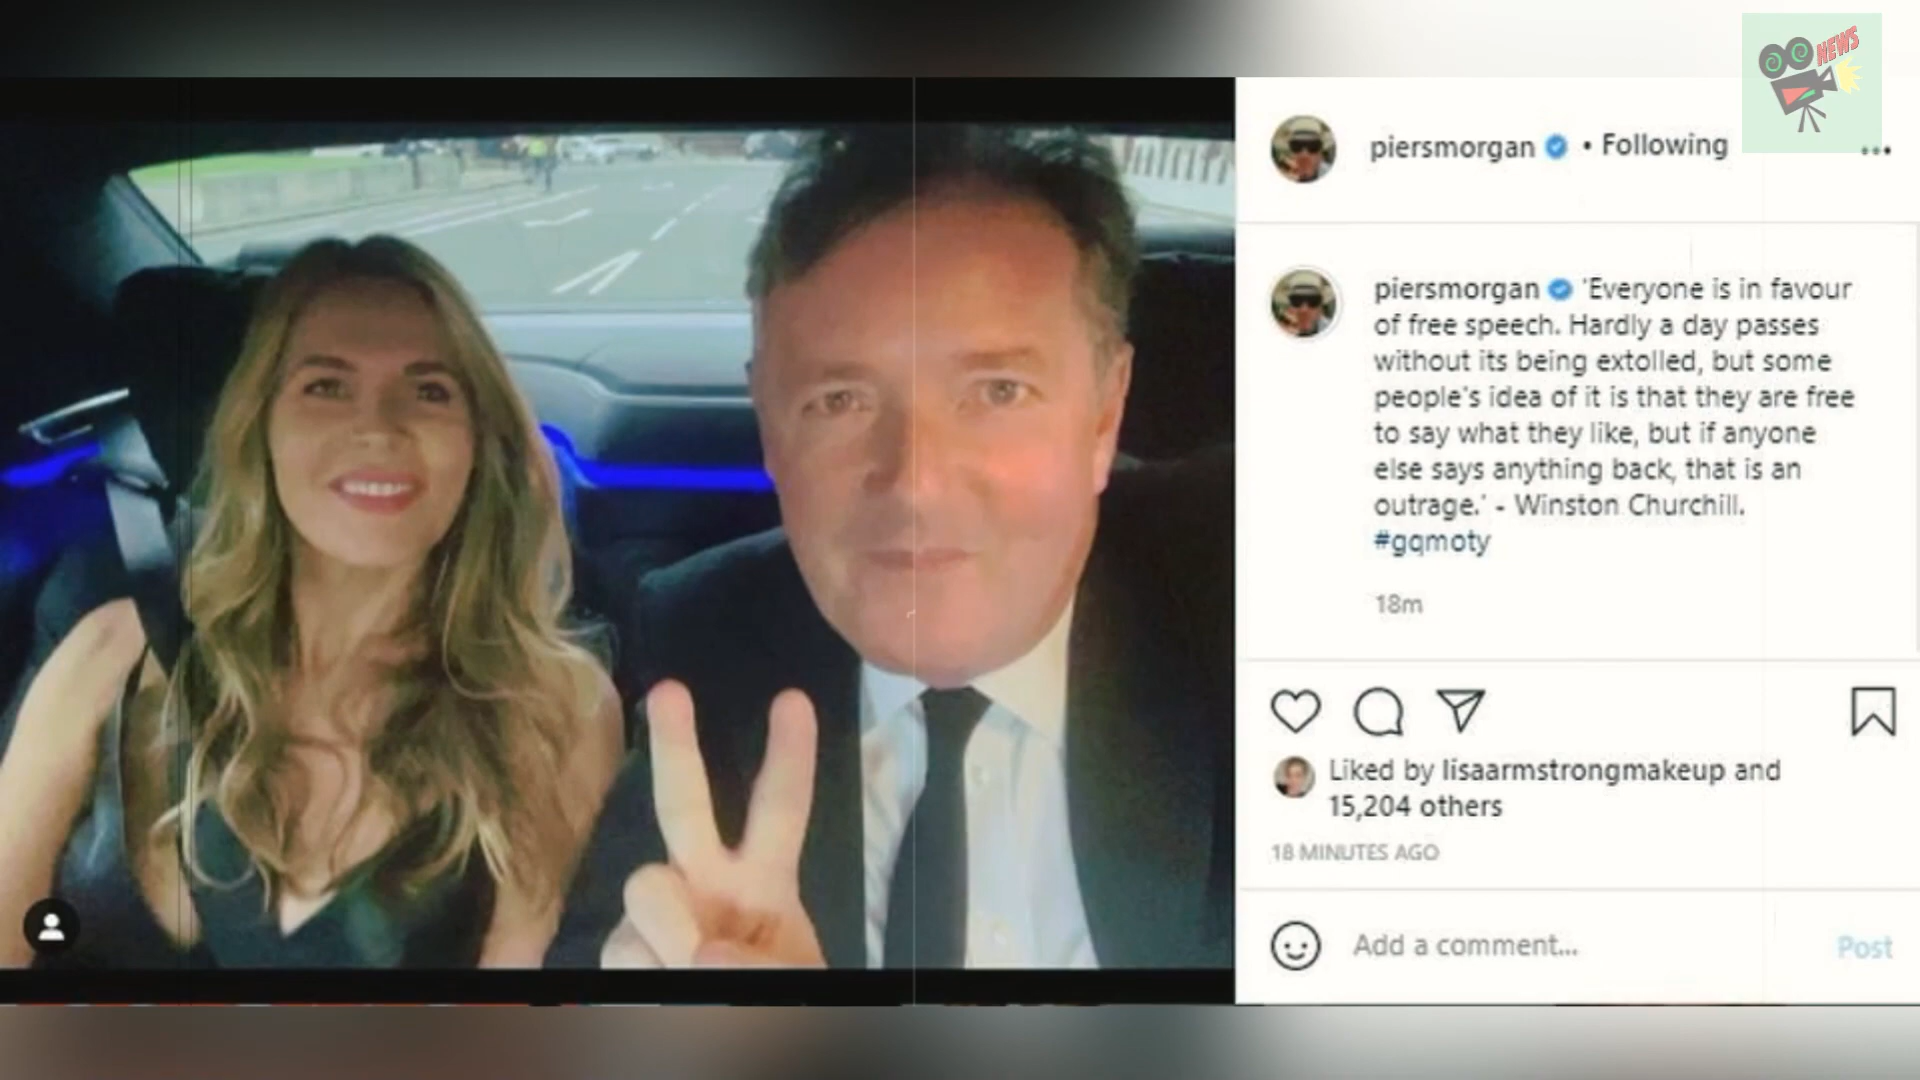 NEWS
piersmorgan • Following
piersmorgan 'Everyone is in favour
of free speech. Hardly a day passes
without its being extolled, but some
people's idea of it is that they are free
to say what they like, but if anyone
else says anything back, that is an
outrage.' - Winston Churchill.
#gqmoty
18m
Liked by lisaarmstrongmakeup and
15,204 others
18 MINUTES AGO
Add a comment... Post